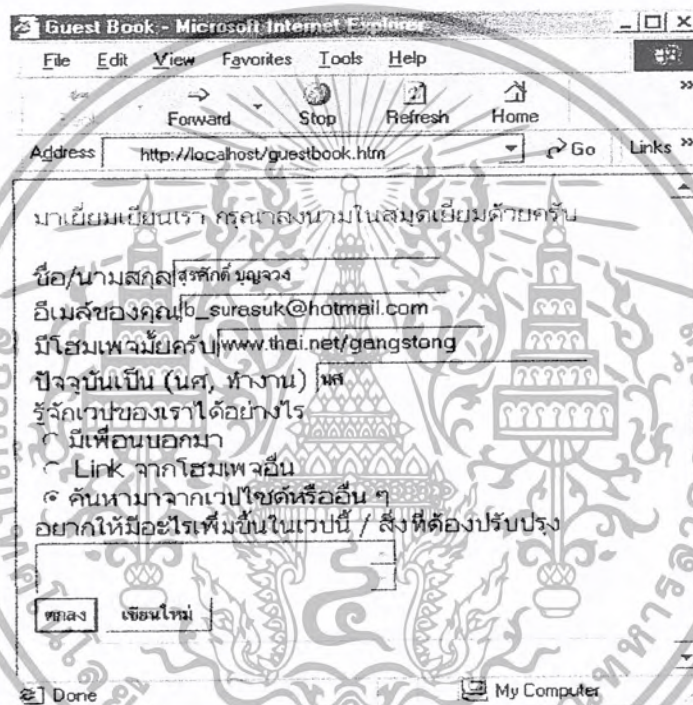 Guest Book - Microsoft Internet Explorer
File Edit View Favorites Tools Help
Forward Stop Refresh Home »
Address http://localhost/guestbook.htm Go Links »
มาเยี่ยมเยียนเรา กรุณาลงนามในสมุดเยี่ยมด้วยครับ
ชื่อ/นามสกุล สุรศักดิ์ บุญจวง
อีเมล์ของคุณ b_surasuk@hotmail.com
มีโฮมเพจมั้ยครับ www.thai.net/gangstong
ปัจจุบันเป็น (นศ, ทำงาน) นศ
รู้จักเวปของเราได้อย่างไร
มีเพื่อนบอกมา
Link จากโฮมเพจอื่น
ค้นหามาจากเวปไซด์หรืออื่น ๆ
อยากให้มีอะไรเพิ่มขึ้นในเวปนี้ / สิ่งที่ต้องปรับปรุง
ตกลง เขียนใหม่
Done My Computer